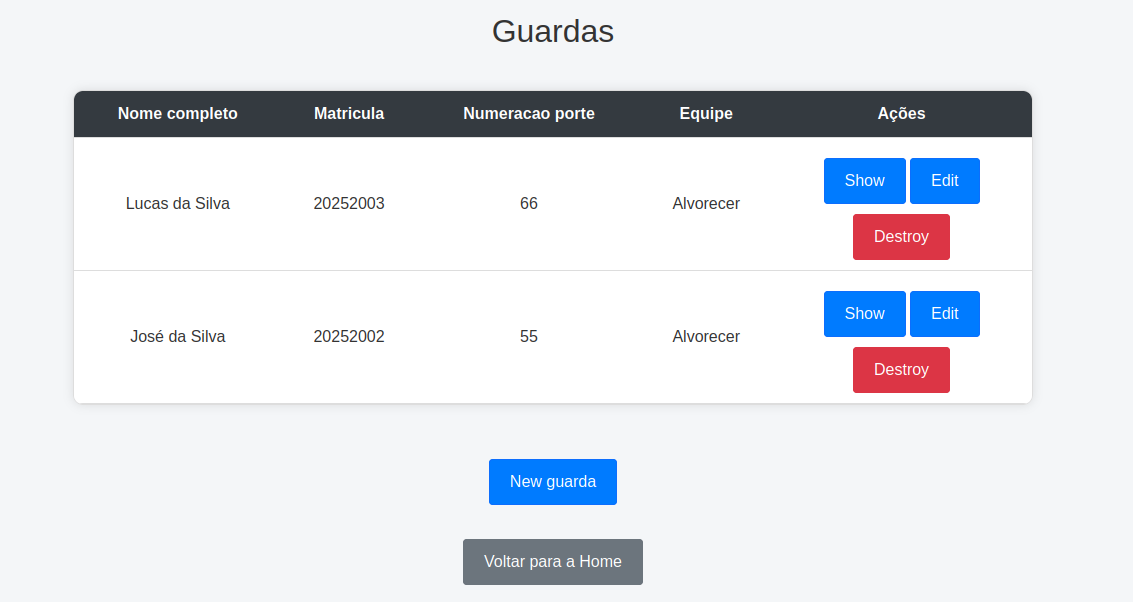 Guardas
Nome completo Matricula Numeracao porte Equipe Ações
Show Edit
Lucas da Silva 20252003 66 Alvorecer
Destroy
Show Edit
José da Silva 20252002 55 Alvorecer
Destroy
New guarda
Voltar para a Home